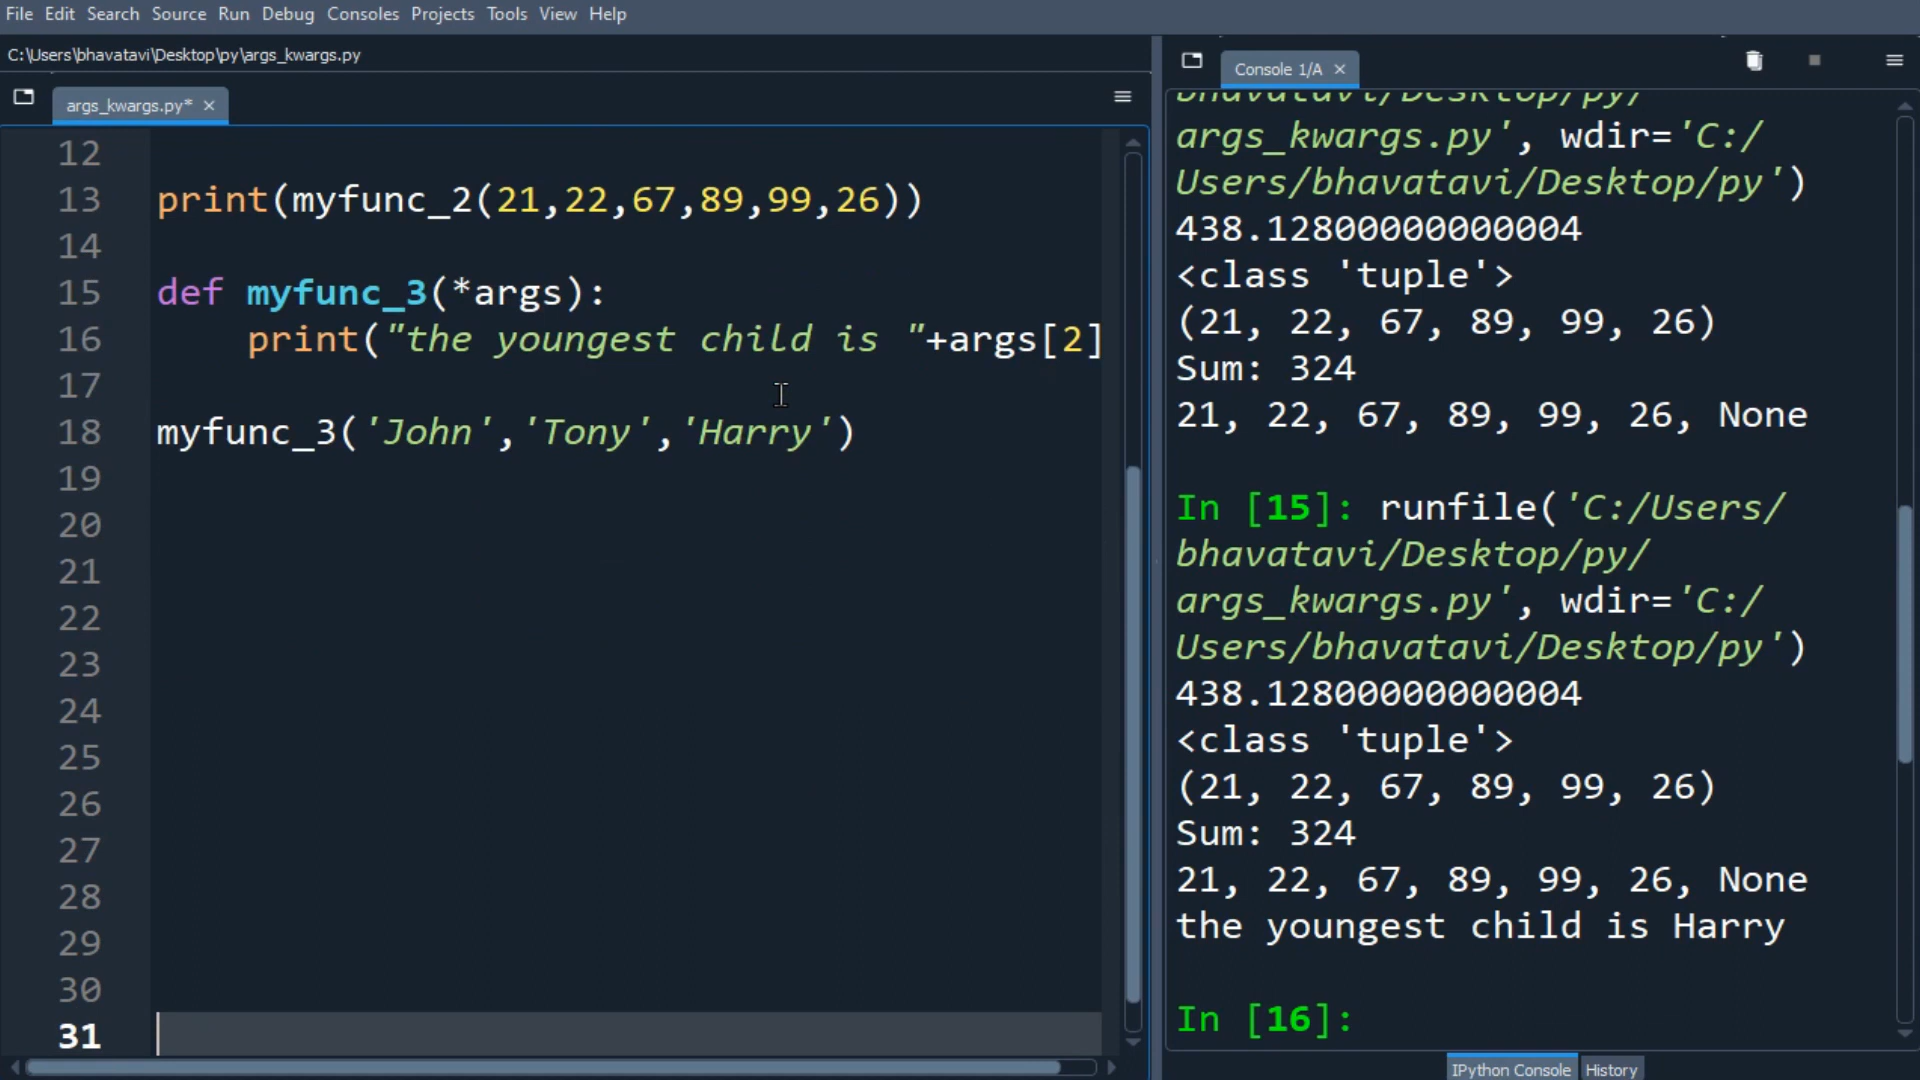 File Edit Search Source Run Debug Consoles Projects Tools View Help
C:\Users\bhavatavi\Desktop\py\args_kwargs.py
args_kwargs.py*
12
13 print(myfunc_2(21,22,67,89,99,26))
14
15 def myfunc_3(*args):
16 print("the youngest child is "+args[2]
17
18 myfunc_3('John','Tony','Harry')
19
20
21
22
23
24
25
26
27
28
29
30
31
Console 1/A
bhavatavi/Desktop/py/
args_kwargs.py', wdir='C:/
Users/bhavatavi/Desktop/py')
438.12800000000004
<class 'tuple'>
(21, 22, 67, 89, 99, 26)
Sum: 324
21, 22, 67, 89, 99, 26, None
In [15]: runfile('C:/Users/
bhavatavi/Desktop/py/
args_kwargs.py', wdir='C:/
Users/bhavatavi/Desktop/py')
438.12800000000004
<class 'tuple'>
(21, 22, 67, 89, 99, 26)
Sum: 324
21, 22, 67, 89, 99, 26, None
the youngest child is Harry
In [16]:
IPython Console History